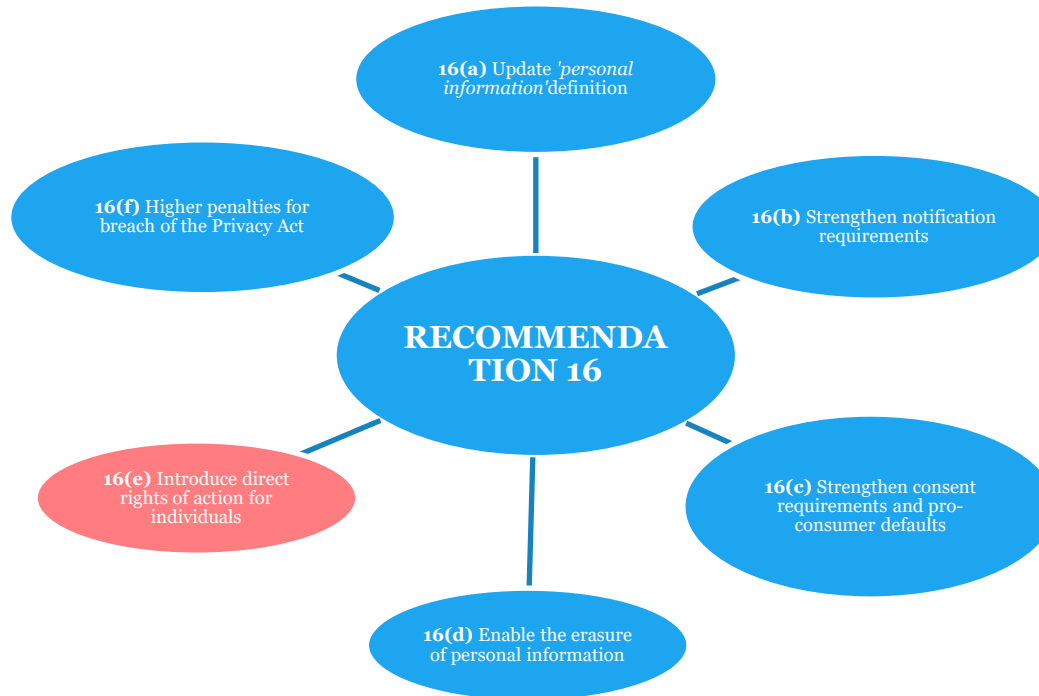 16(a) Update 'personal
information'definition
16(f) Higher penalties for
breach of the Privacy Act
16(b) Strengthen notification
requirements
RECOMMENDA
TION 16
16(e) Introduce direct
rights of action for
individuals
16(c) Strengthen consent
requirements and pro-
consumer defaults
16(d) Enable the erasure
of personal information